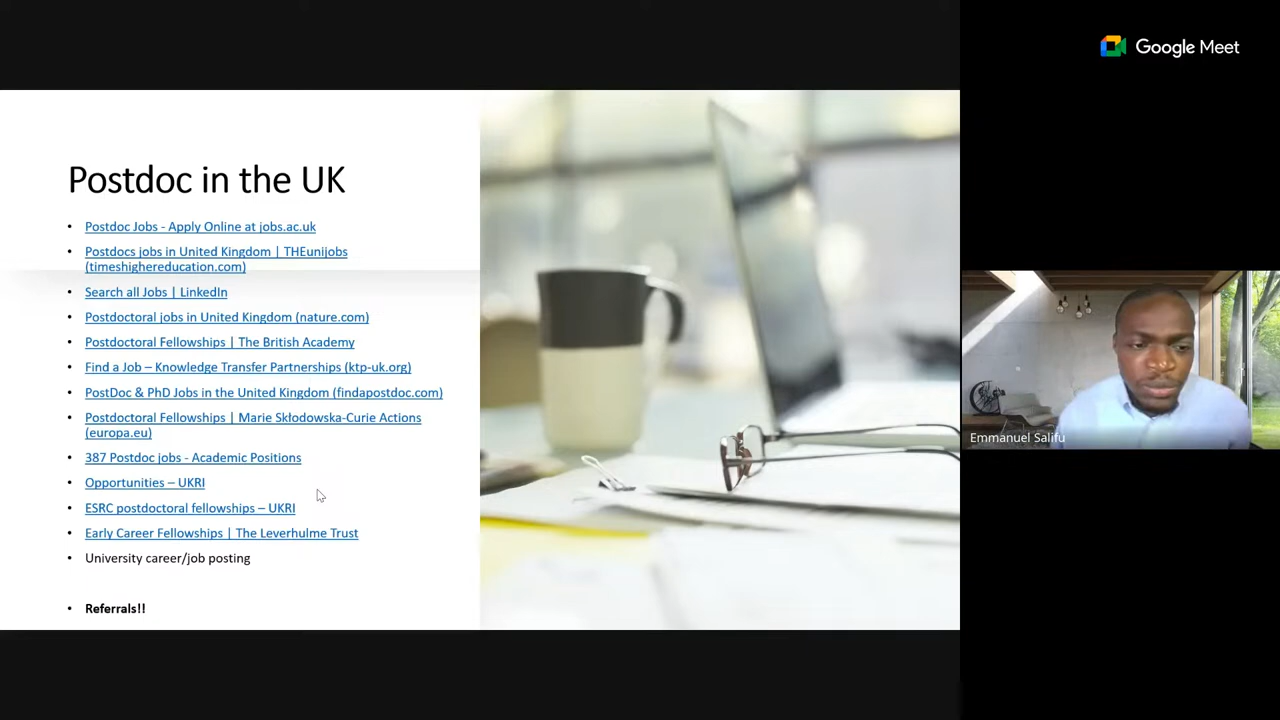 Google Meet
Postdoc in the UK
• Postdoc Jobs - Apply Online at jobs.ac.uk
• Postdocs jobs in United Kingdom | THEunijobs
(timeshighereducation.com)
• Search all Jobs | LinkedIn
• Postdoctoral jobs in United Kingdom (nature.com)
• Postdoctoral Fellowships | The British Academy
• Find a Job – Knowledge Transfer Partnerships (ktp-uk.org)
• PostDoc & PhD Jobs in the United Kingdom (findapostdoc.com)
• Postdoctoral Fellowships | Marie Skłodowska-Curie Actions
(europa.eu)
• 387 Postdoc jobs - Academic Positions
• Opportunities – UKRI
• ESRC postdoctoral fellowships – UKRI
• Early Career Fellowships | The Leverhulme Trust
• University career/job posting
• Referrals!!
Emmanuel Salifu